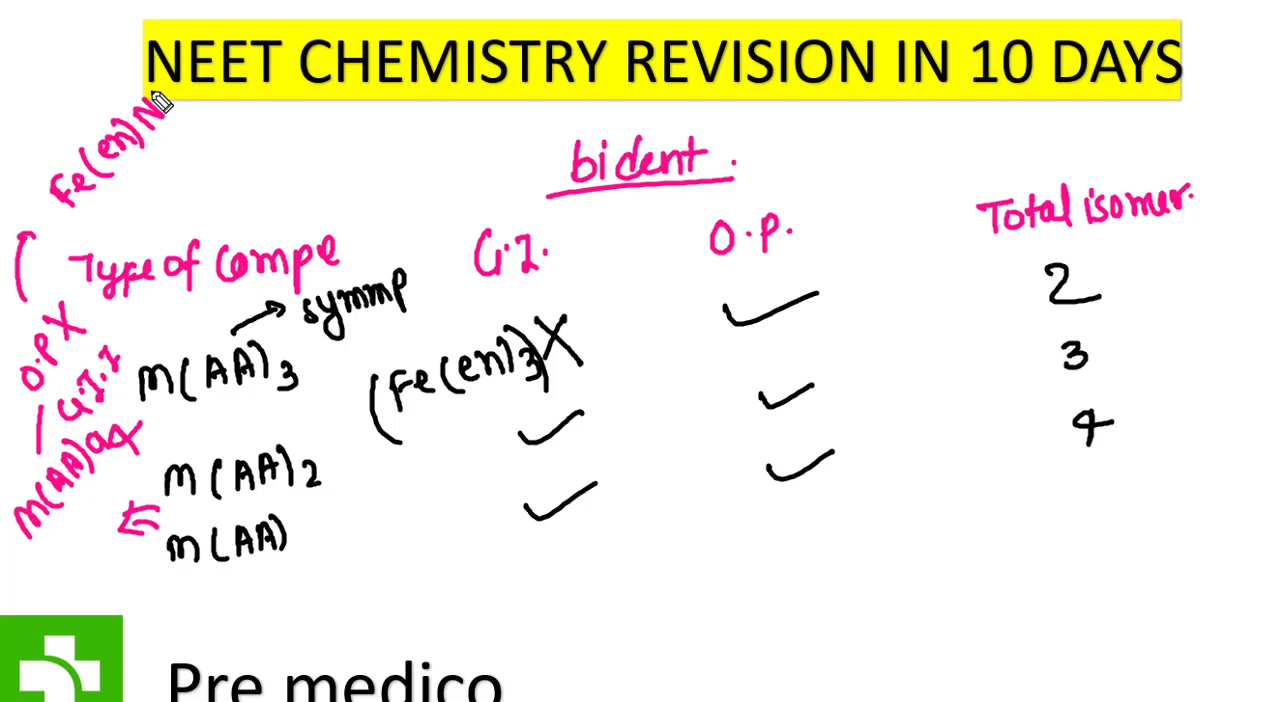 NEET CHEMISTRY REVISION IN 10 DAYS
Fe(en)N
bident.
Total isomer.
Type of Compe
G.I.
O.P.
symmp
2
M(AA)3
(Fe(en)3)
3
O.P X
G.I.
M(AA)a4
4
M(AA)2
M(AA)
Pre medico